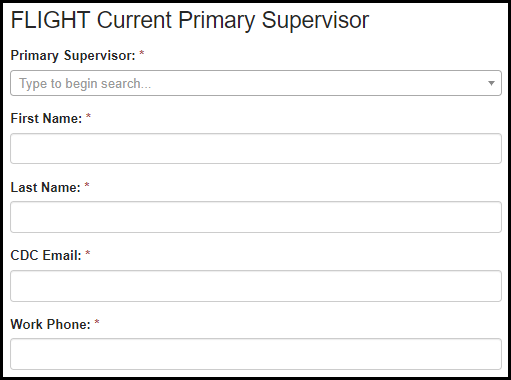 FLIGHT Current Primary Supervisor
Primary Supervisor: *
Type to begin search...
First Name: *
Last Name: *
CDC Email: *
Work Phone: *